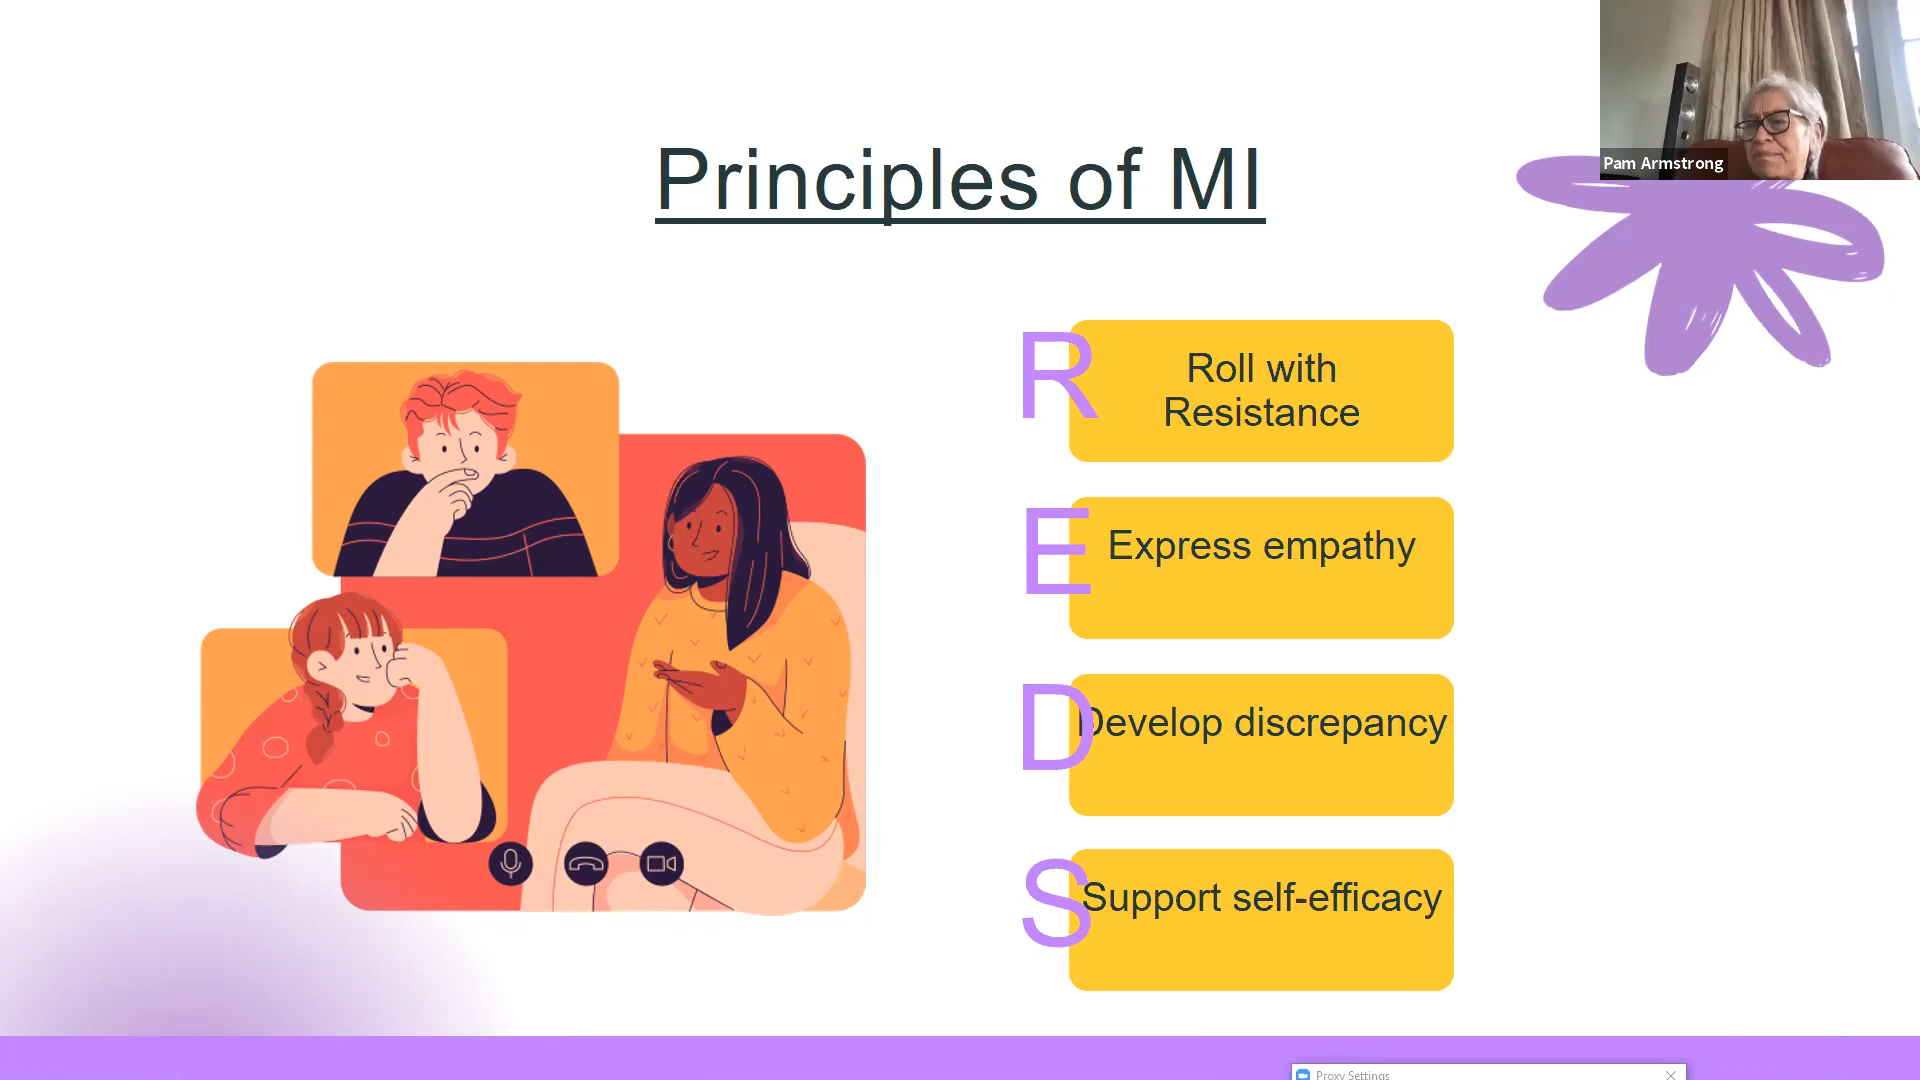 Pam Armstrong
Principles of MI
R
Roll with
Resistance
E
Express empathy
D
Develop discrepancy
S
Support self-efficacy
Proxy Settings